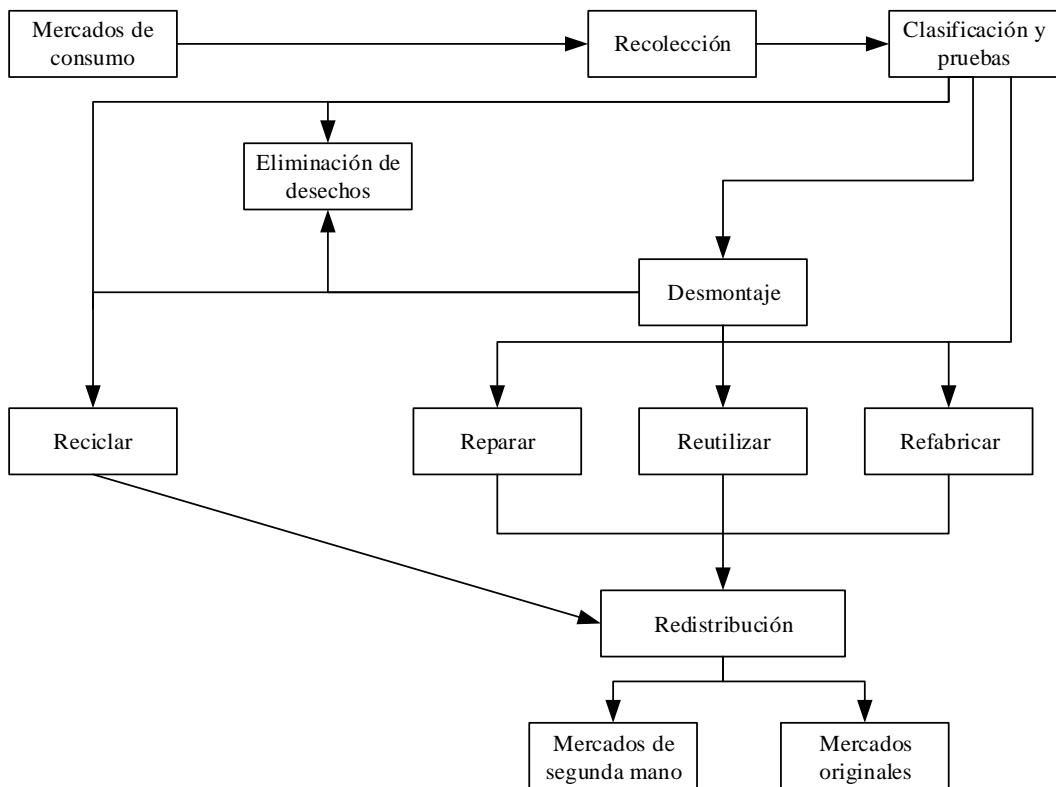 Mercados de
consumo
Recolección
Clasificación y
pruebas
Eliminación de
desechos
Desmontaje
Reciclar
Reparar
Reutilizar
Refabricar
Redistribución
Mercados de
segunda mano
Mercados
originales